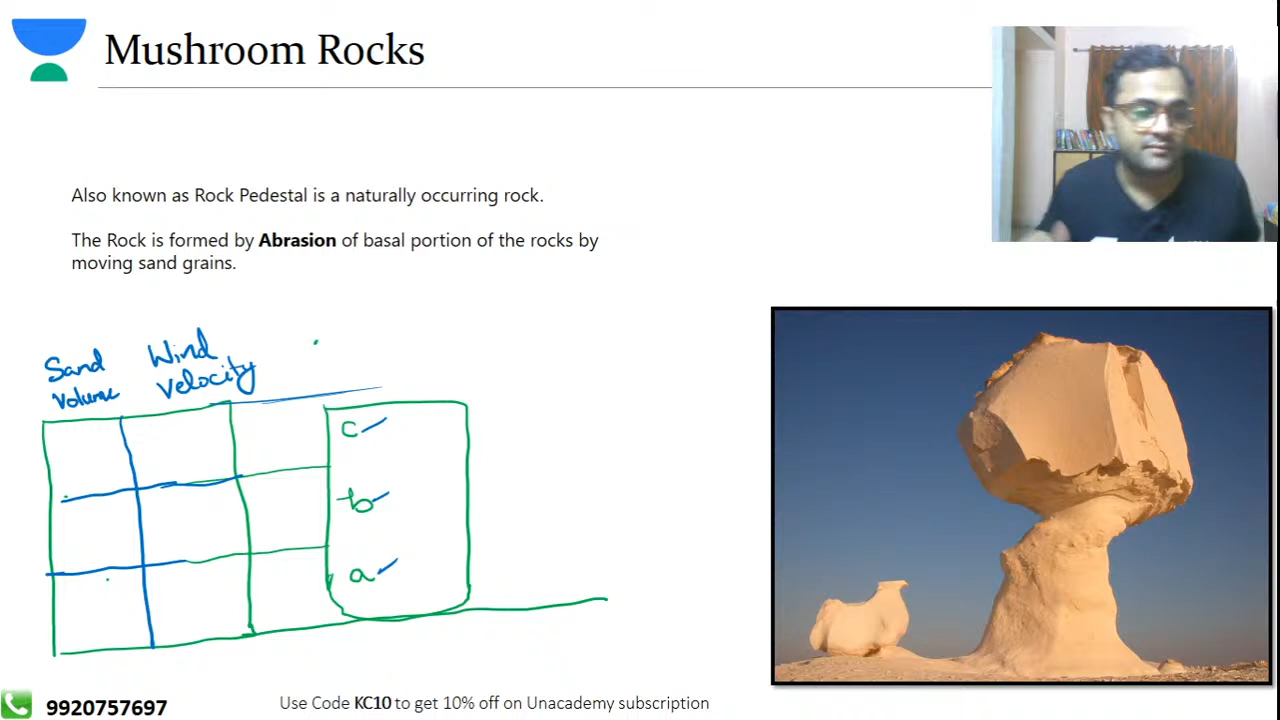 Mushroom Rocks
Also known as Rock Pedestal is a naturally occurring rock.
The Rock is formed by Abrasion of basal portion of the rocks by
moving sand grains.
Sand
volume
Wind
velocity
c
b
a
9920757697
Use Code KC10 to get 10% off on Unacademy subscription